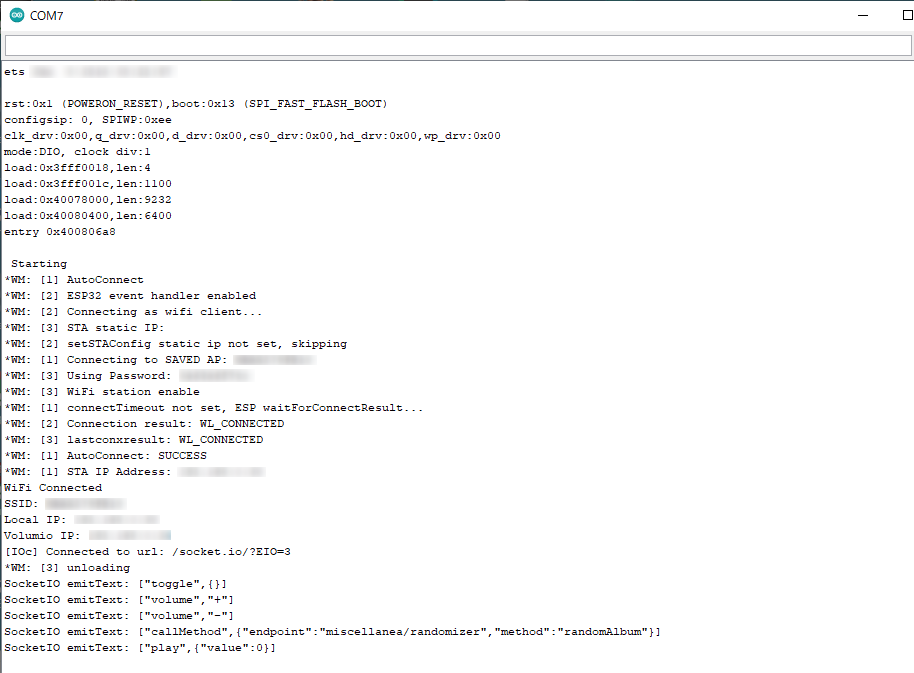 COM7
ets
rst:0x1 (POWERON_RESET),boot:0x13 (SPI_FAST_FLASH_BOOT)
configsip: 0, SPIWP:0xee
clk_drv:0x00,q_drv:0x00,d_drv:0x00,cs0_drv:0x00,hd_drv:0x00,wp_drv:0x00
mode:DIO, clock div:1
load:0x3fff0018,len:4
load:0x3fff001c,len:1100
load:0x40078000,len:9232
load:0x40080400,len:6400
entry 0x400806a8
Starting
*WM: [1] AutoConnect
*WM: [2] ESP32 event handler enabled
*WM: [2] Connecting as wifi client...
*WM: [3] STA static IP:
*WM: [2] setSTAConfig static ip not set, skipping
*WM: [1] Connecting to SAVED AP:
*WM: [3] Using Password:
*WM: [3] WiFi station enable
*WM: [1] connectTimeout not set, ESP waitForConnectResult...
*WM: [2] Connection result: WL_CONNECTED
*WM: [3] lastconxresult: WL_CONNECTED
*WM: [1] AutoConnect: SUCCESS
*WM: [1] STA IP Address:
WiFi Connected
SSID:
Local IP:
Volumio IP:
[IOc] Connected to url: /socket.io/?EIO=3
*WM: [3] unloading
SocketIO emitText: ["toggle",{}]
SocketIO emitText: ["volume","+"]
SocketIO emitText: ["volume","-"]
SocketIO emitText: ["callMethod",{"endpoint":"miscellanea/randomizer","method":"randomAlbum"}]
SocketIO emitText: ["play",{"value":0}]